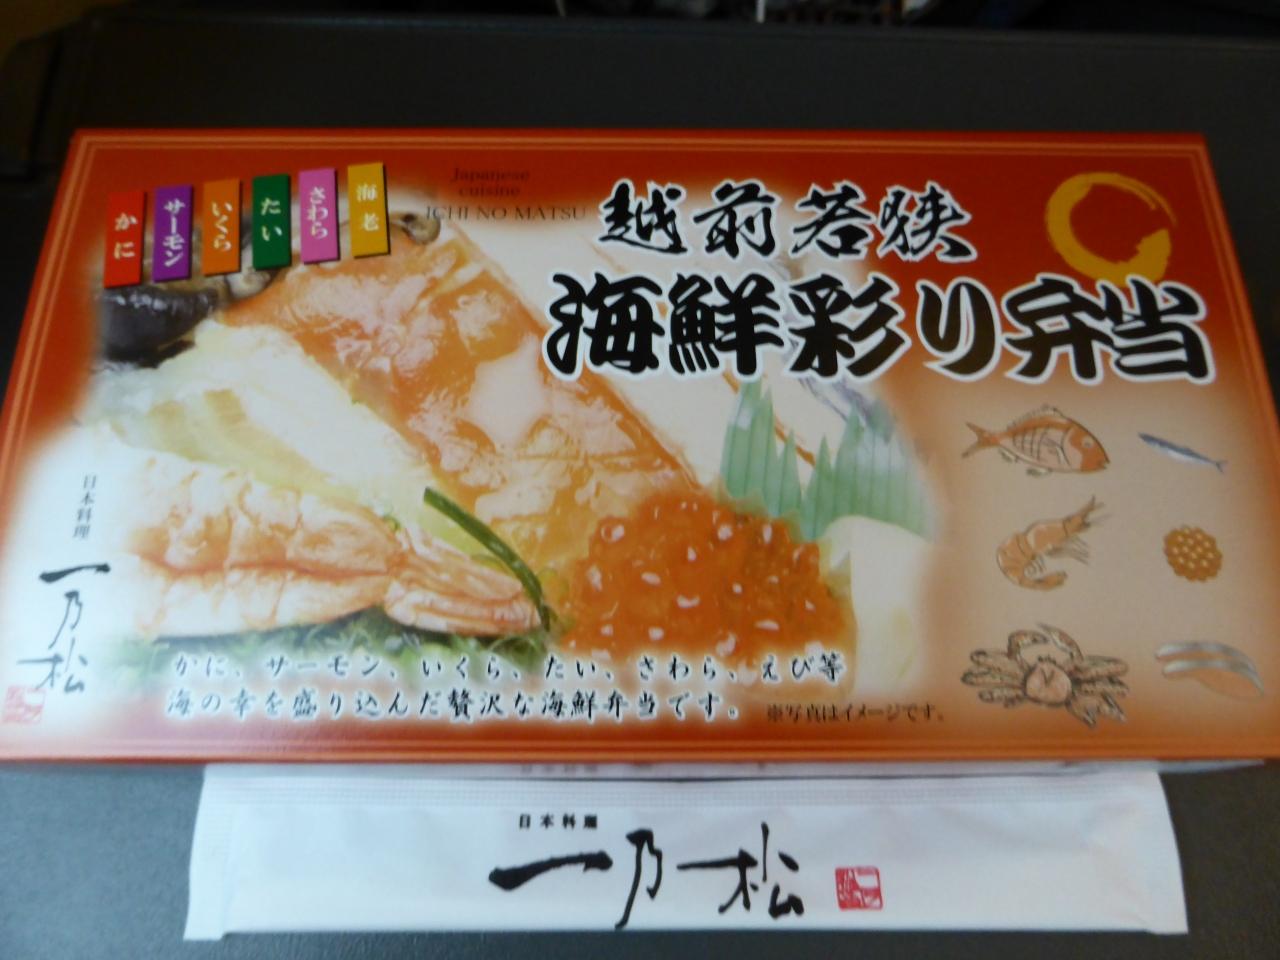 かに
サーモン
いくら
たい
さわら
海老
Japanese
cuisine
ICHI NO MATSU
越前若狭
海鮮彩り弁当
日本料理
一乃松
かに、サーモン、いくら、たい、さわら、えび等
海の幸を盛り込んだ贅沢な海鮮弁当です。
※写真はイメージです。
日本料理
一乃松